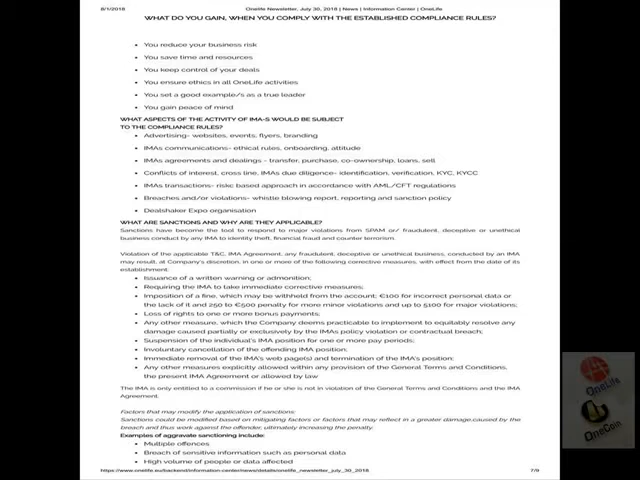 8/1/2018
Onelife Newsletter, July 30, 2018 | News | Information Center | OneLife
WHAT DO YOU GAIN, WHEN YOU COMPLY WITH THE ESTABLISHED COMPLIANCE RULES?
• You reduce your business risk
• You save time and resources
• You keep control of your deals
• You ensure ethics in all OneLife activities
• You set a good example/s as a true leader
• You gain peace of mind
WHAT ASPECTS OF THE ACTIVITY OF IMA-S WOULD BE SUBJECT
TO THE COMPLIANCE RULES?
• Advertising- websites, events, flyers, branding
• IMAs communications- ethical rules, onboarding, attitude
• IMAs agreements and dealings - transfer, purchase, co-ownership, loans, sell
• Conflicts of interest, cross line, IMAs due diligence- identification, verification, KYC, KYCC
• IMAs transactions- riskc based approach in accordance with AML/CFT regulations
• Breaches and/or violations- whistle blowing report, reporting and sanction policy
• Dealshaker Expo organisation
WHAT ARE SANCTIONS AND WHY ARE THEY APPLICABLE?
Sanctions have become the tool to respond to major violations from SPAM or/ fraudulent, deceptive or unethical
business conduct by any IMA to identity theft, financial fraud and counter terrorism.
Violation of the applicable T&C, IMA Agreement, any fraudulent, deceptive or unethical business, conducted by an IMA
may result, at Company's discretion, in one or more of the following corrective measures, with effect from the date of its
establishment:
• Issuance of a written warning or admonition;
• Requiring the IMA to take immediate corrective measures;
• Imposition of a fine, which may be withheld from the account; €100 for incorrect personal data or
the lack of it and 250 to €500 penalty for more minor violations and up to €100 for major violations;
• Loss of rights to one or more bonus payments;
• Any other measure, which the Company deems practicable to implement to equitably resolve any
damage caused partially or exclusively by the IMAs policy violation or contractual breach;
• Suspension of the individual's IMA position for one or more pay periods;
• Involuntary cancellation of the offending IMA position;
• Immediate removal of the IMA's web page(s) and termination of the IMA's position;
• Any other measures explicitly allowed within any provision of the General Terms and Conditions,
the present IMA Agreement or allowed by law
The IMA is only entitled to a commission if he or she is not in violation of the General Terms and Conditions and the IMA
Agreement.
Factors that may modify the application of sanctions:
Sanctions could be modified based on mitigating factors or factors that may reflect in a greater damage,caused by the
breach and thus work against the offender, ultimately increasing the penalty
Examples of aggravate sanctioning include:
• Multiple offences
• Breach of sensitive information such as personal data
• High volume of people or data affected
https://www.onelife.eu/backend/information-center/news/details/onelife_newsletter_july_30_2018
7/9
OneLife
OneCoin